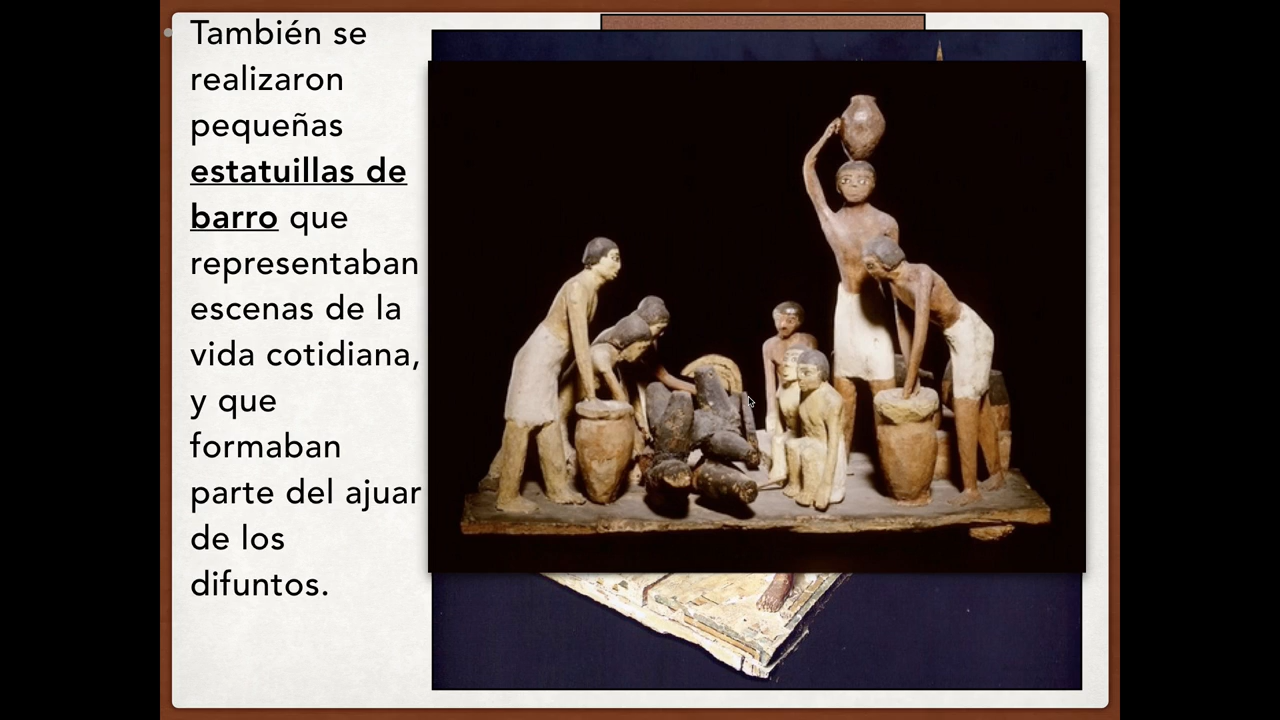 También se
realizaron
pequeñas
estatuillas de
barro que
representaban
escenas de la
vida cotidiana,
y que
formaban
parte del ajuar
de los
difuntos.